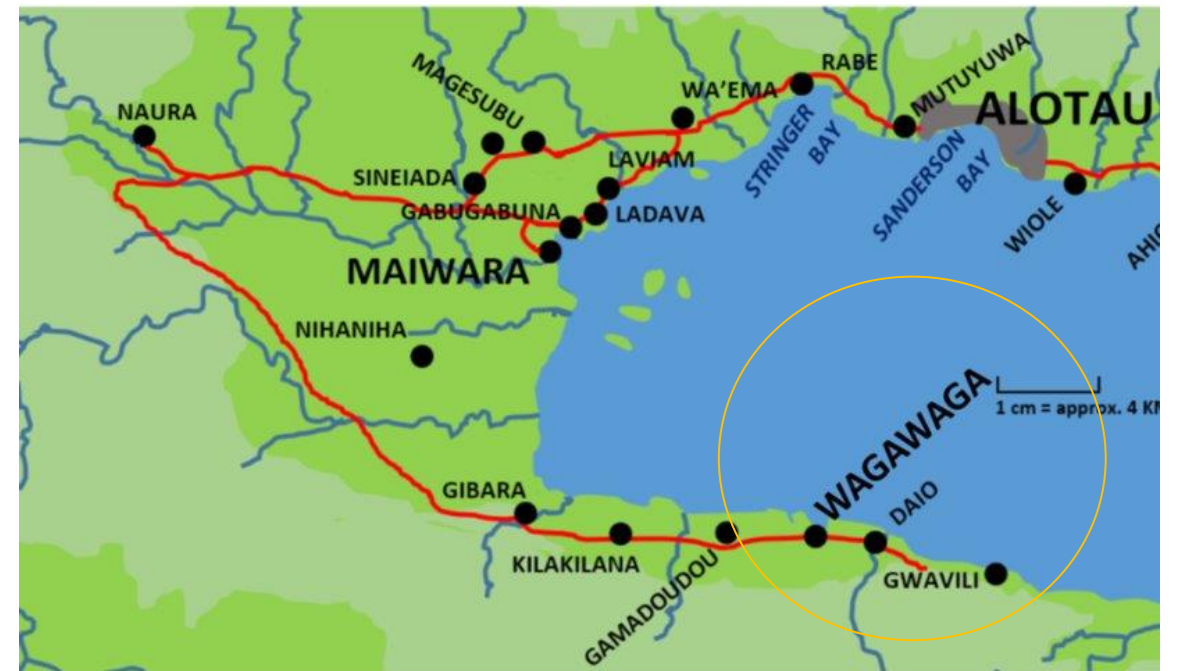 RABE
MAGESUBU
WA'EMA
MUTUYUWA
NAURA
ALOTAU
STRINGER
BAY
LAVIAM
SINEIADA
SANDERSON
BAY
GABUGABUNA
LADAVA
WIOLE
MAIWARA
NIHANIHA
WAGAWAGA
1 cm = approx. 4
GIBARA
DAIO
KILAKILANA
GWAVILI
GAMADOUDOU